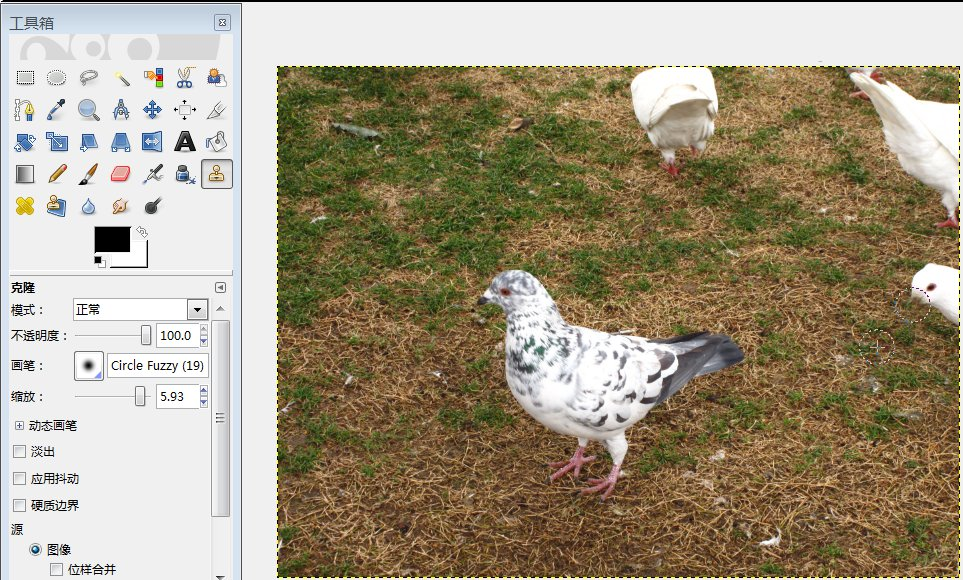 工具箱
克隆
模式：
正常
不透明度：
100.0
画笔：
Circle Fuzzy (19)
缩放：
5.93
动态画笔
淡出
应用抖动
硬质边界
源
图像
位样合并